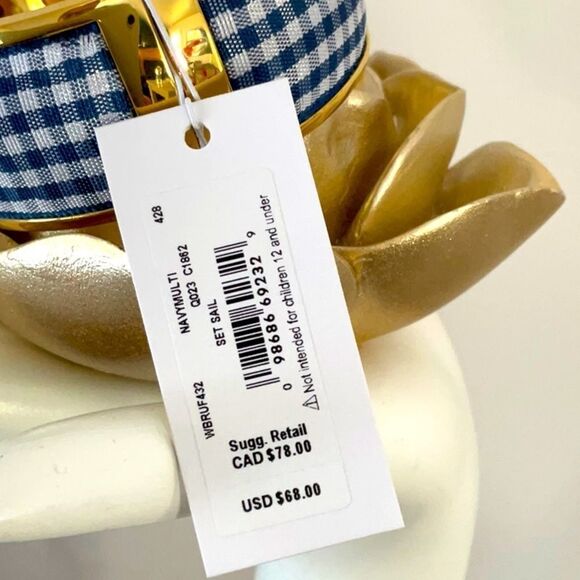 WBRUF432
NAVYMULTI 428
Q023 C1862
SET SAIL
0 98686 69232 9
⚠ Not intended for children 12 and under
Sugg. Retail
CAD $78.00
USD $68.00